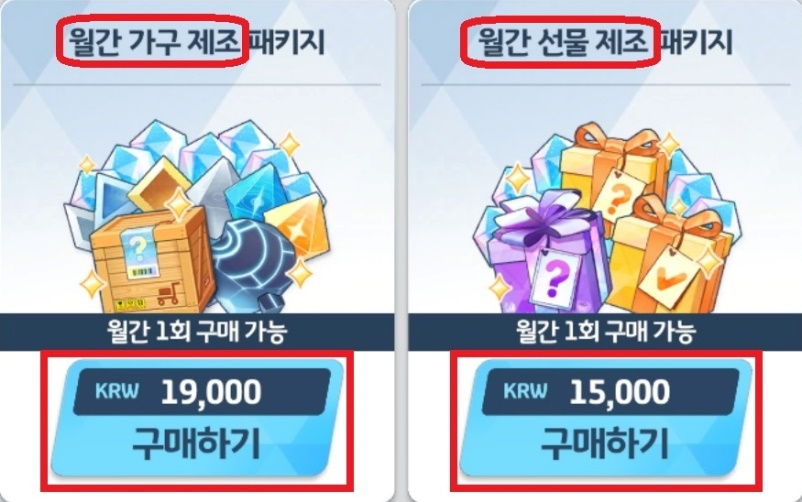 월간 가구 제조 패키지
?
월간 1회 구매 가능
KRW 19,000
구매하기
월간 선물 제조 패키지
?
?
월간 1회 구매 가능
KRW 15,000
구매하기